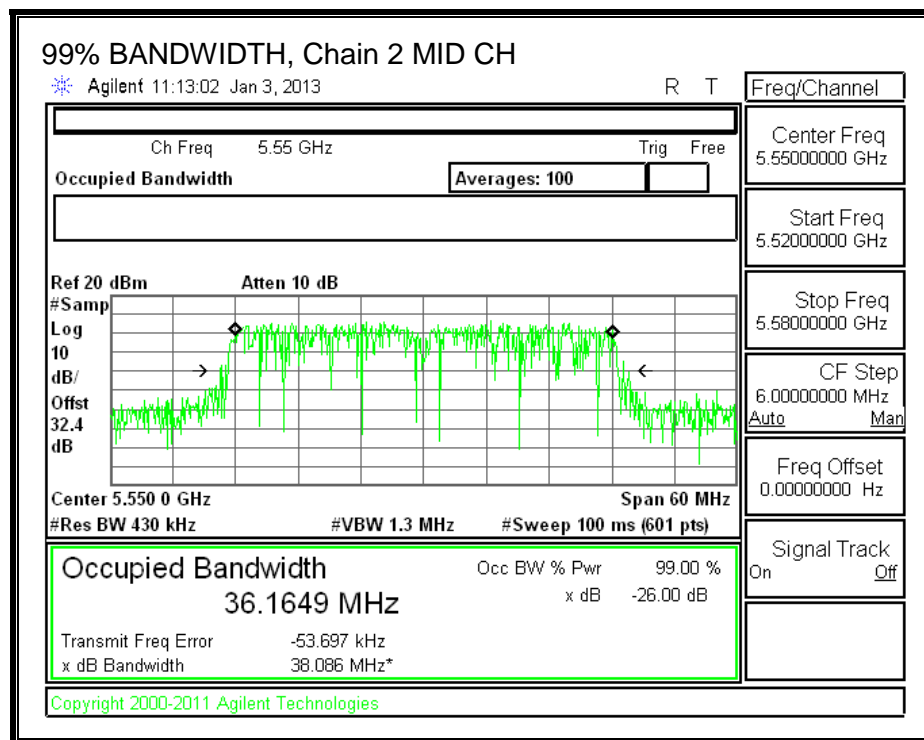 99% BANDWIDTH, Chain 2 MID CH
Agilent 11:13:02 Jan 3, 2013 R T
Freq/Channel
Ch Freq 5.55 GHz Trig Free
Occupied Bandwidth Averages: 100
Center Freq
5.55000000 GHz
Start Freq
5.52000000 GHz
Stop Freq
5.58000000 GHz
CF Step
6.00000000 MHz
Auto Man
Freq Offset
0.00000000 Hz
Signal Track
On Off
Ref 20 dBm Atten 10 dB
#Samp
Log
10
dB/
Offst
32.4
dB
Center 5.550 0 GHz Span 60 MHz
#Res BW 430 kHz #VBW 1.3 MHz #Sweep 100 ms (601 pts)
Occupied Bandwidth Occ BW % Pwr 99.00 %
36.1649 MHz x dB -26.00 dB
Transmit Freq Error -53.697 kHz
x dB Bandwidth 38.086 MHz*
Copyright 2000-2011 Agilent Technologies